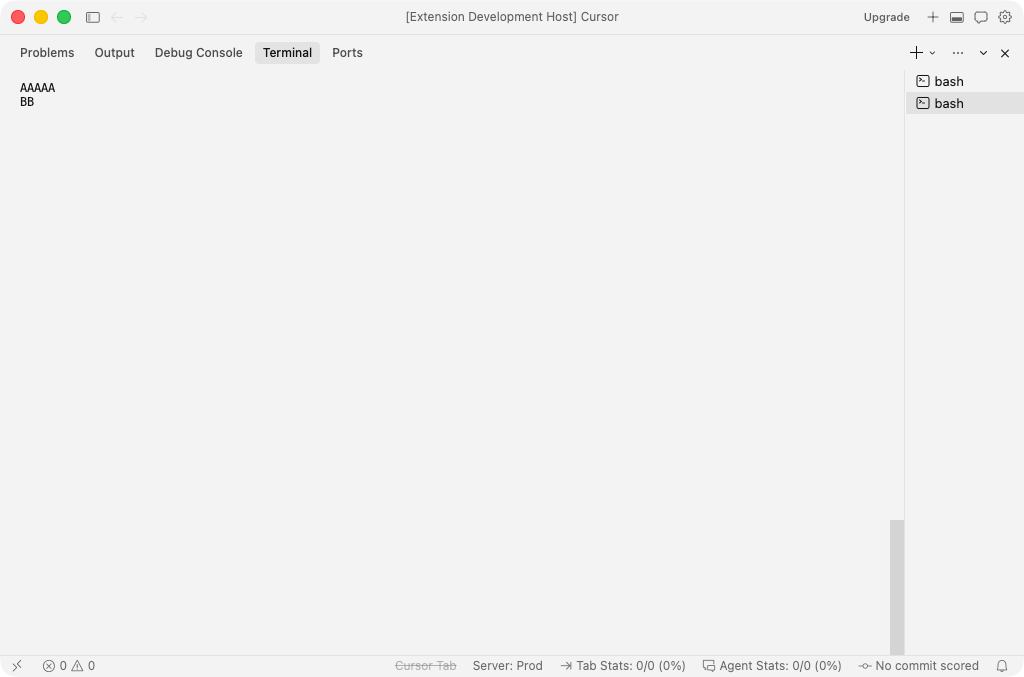 [Extension Development Host] Cursor
Upgrade
Problems Output Debug Console Terminal Ports
AAAAA
BB
bash
bash
0 0 Cursor Tab Server: Prod Tab Stats: 0/0 (0%) Agent Stats: 0/0 (0%) No commit scored